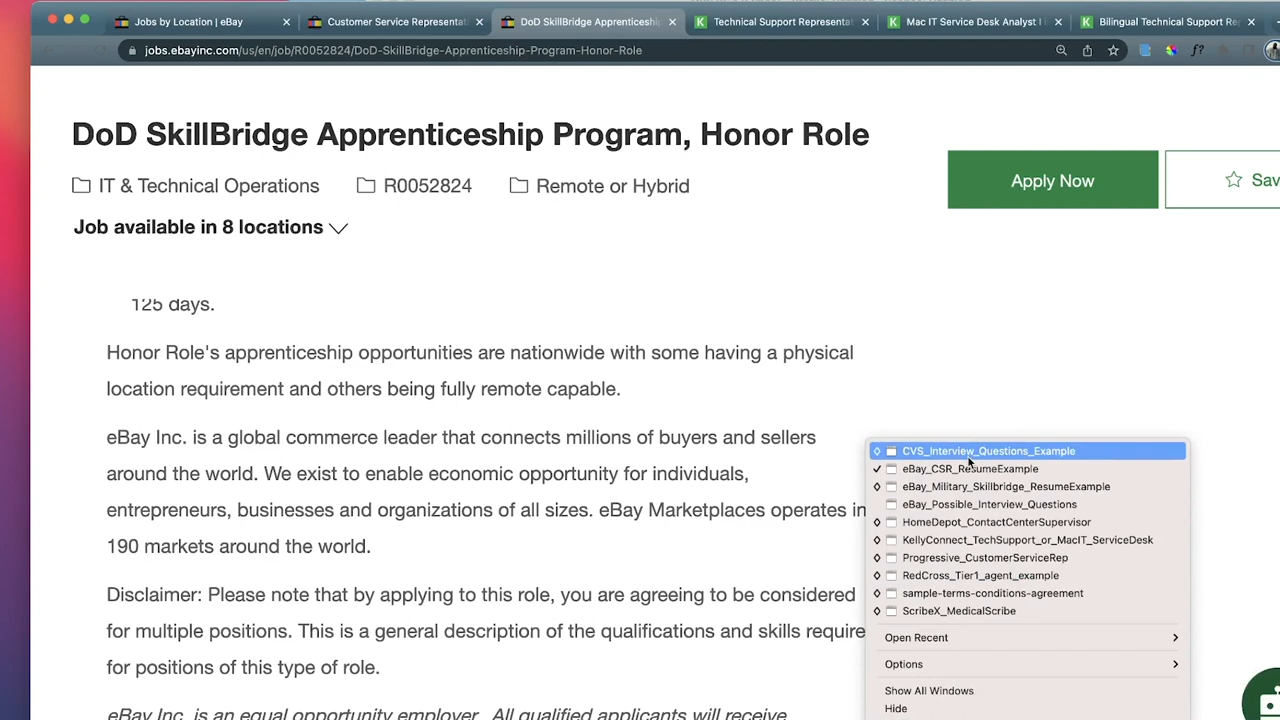 Jobs by Location | eBay
Customer Service Representat
DoD SkillBridge Apprenticeship
Technical Support Representa
Mac IT Service Desk Analyst I
Bilingual Technical Support Re
jobs.ebayinc.com/us/en/job/R0052824/DoD-SkillBridge-Apprenticeship-Program-Honor-Role
DoD SkillBridge Apprenticeship Program, Honor Role
IT & Technical Operations
R0052824
Remote or Hybrid
Apply Now
Sav
Job available in 8 locations
125 days.
Honor Role's apprenticeship opportunities are nationwide with some having a physical
location requirement and others being fully remote capable.
eBay Inc. is a global commerce leader that connects millions of buyers and sellers
around the world. We exist to enable economic opportunity for individuals,
entrepreneurs, businesses and organizations of all sizes. eBay Marketplaces operates in
190 markets around the world.
Disclaimer: Please note that by applying to this role, you are agreeing to be considered
for multiple positions. This is a general description of the qualifications and skills require
for positions of this type of role.
eBay Inc. is an equal opportunity employer. All qualified applicants will receive
CVS_Interview_Questions_Example
eBay_CSR_ResumeExample
eBay_Military_Skillbridge_ResumeExample
eBay_Possible_Interview_Questions
HomeDepot_ContactCenterSupervisor
KellyConnect_TechSupport_or_MacIT_ServiceDesk
Progressive_CustomerServiceRep
RedCross_Tier1_agent_example
sample-terms-conditions-agreement
ScribeX_MedicalScribe
Open Recent
Options
Show All Windows
Hide